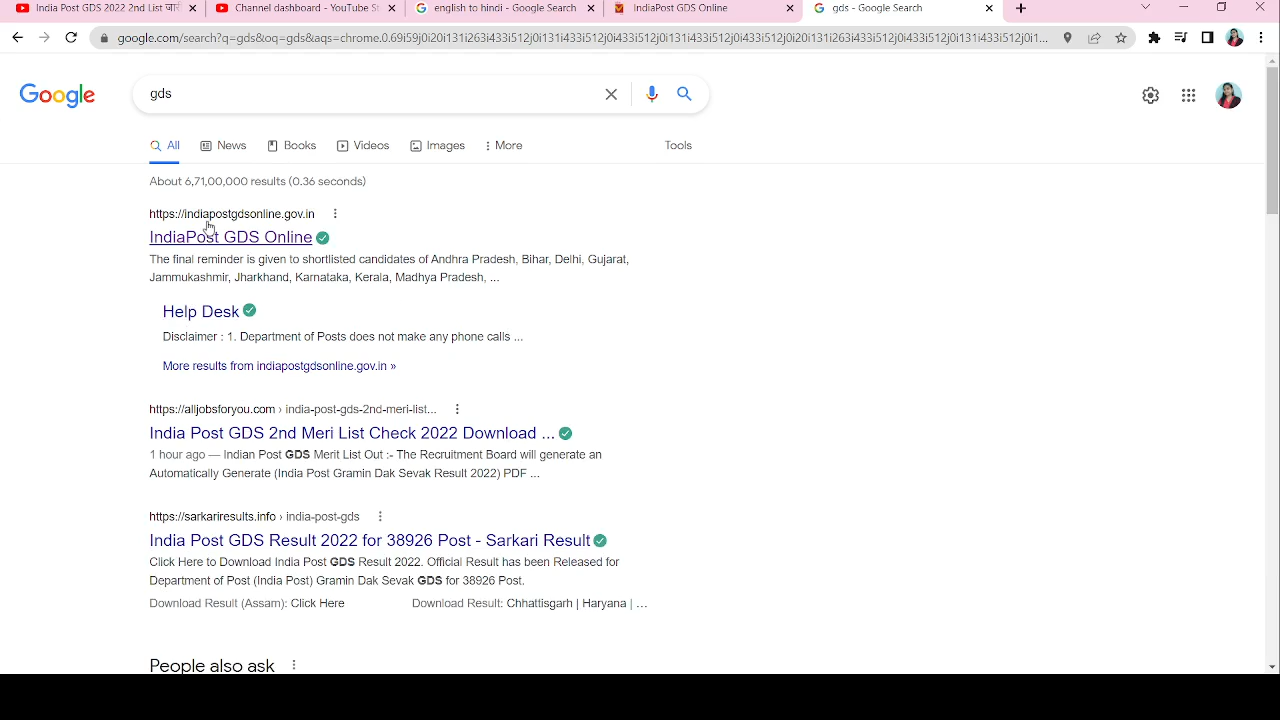 India Post GDS 2022 2nd List जा
Channel dashboard - YouTube St
english to hindi - Google Search
IndiaPost GDS Online
gds - Google Search
google.com/search?q=gds&oq=gds&aqs=chrome.0.69i59j0i20i131i263i433i512j0i131i433i512j0i433i512j0i131i433i512j0i20i131i263i433i512j0i433i512j0i131i433i512j0i1...
Google
gds
All News Books Videos Images More Tools
About 6,71,00,000 results (0.36 seconds)
https://indiapostgdsonline.gov.in
IndiaPost GDS Online
The final reminder is given to shortlisted candidates of Andhra Pradesh, Bihar, Delhi, Gujarat,
Jammukashmir, Jharkhand, Karnataka, Kerala, Madhya Pradesh, ...
Help Desk
Disclaimer : 1. Department of Posts does not make any phone calls ...
More results from indiapostgdsonline.gov.in »
https://alljobsforyou.com › india-post-gds-2nd-meri-list...
India Post GDS 2nd Meri List Check 2022 Download ...
1 hour ago — Indian Post GDS Merit List Out :- The Recruitment Board will generate an
Automatically Generate (India Post Gramin Dak Sevak Result 2022) PDF ...
https://sarkariresults.info › india-post-gds
India Post GDS Result 2022 for 38926 Post - Sarkari Result
Click Here to Download India Post GDS Result 2022. Official Result has been Released for
Department of Post (India Post) Gramin Dak Sevak GDS for 38926 Post.
Download Result (Assam): Click Here Download Result: Chhattisgarh | Haryana | ...
People also ask